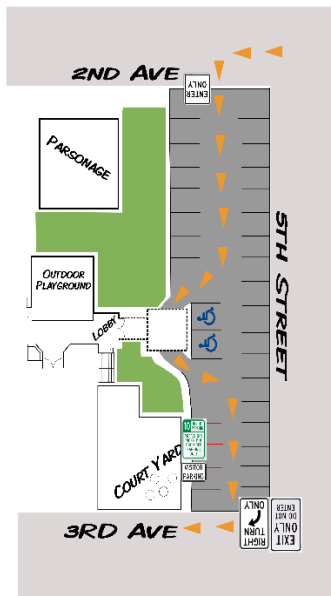 2ND AVE
ENTER
ONLY
PARSONAGE
5TH STREET
OUTDOOR
PLAYGROUND
LOBBY
10
VISITOR
PARKING
COURT YARD
3RD AVE
RIGHT
TURN
ONLY
EXIT
ONLY
DO NOT
ENTER